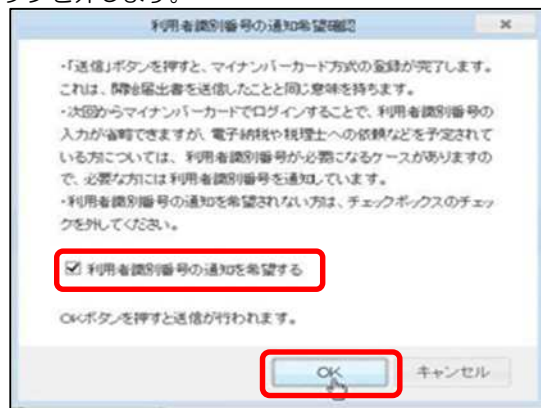 ックを押します。
利用者識別番号の通知希望確認
・「送信」ボタンを押すと、マイナンバーカード方式の登録が完了します。
これは、開始届出書を送信したことと同じ意味を持ちます。
・次回からマイナンバーカードでログインすることで、利用者識別番号の
入力が省略できますが、電子納税や税理士への依頼などを予定されて
いる方については、利用者識別番号が必要になるケースがありますの
で、必要な方には利用者識別番号を通知しています。
・利用者識別番号の通知を希望されない方は、チェックボックスのチェッ
クを外してください。
利用者識別番号の通知を希望する
OKボタンを押すと送信が行われます。
OK
キャンセル